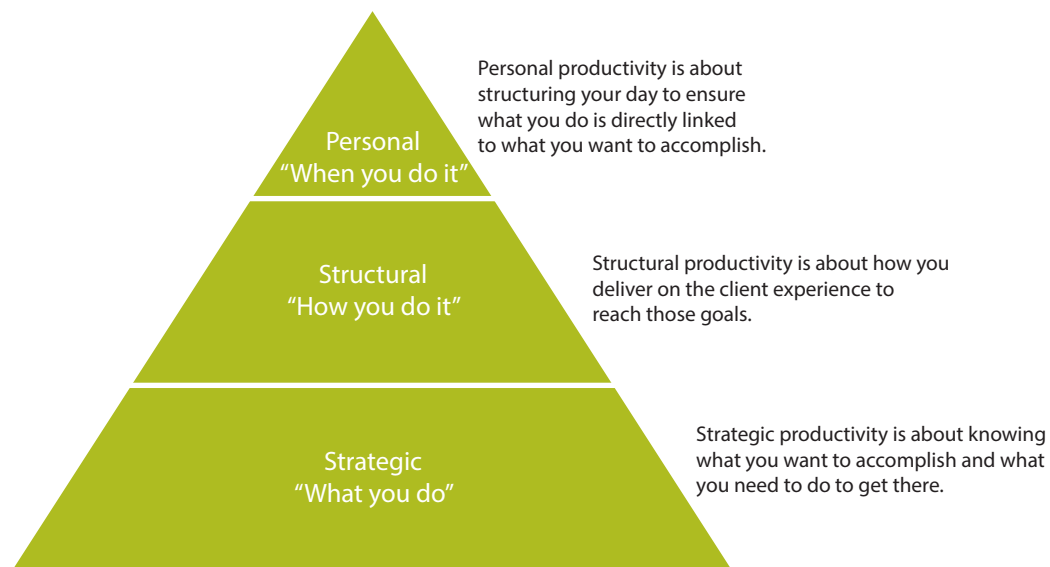 Personal
“When you do it”
Personal productivity is about
structuring your day to ensure
what you do is directly linked
to what you want to accomplish.
Structural
“How you do it”
Structural productivity is about how you
deliver on the client experience to
reach those goals.
Strategic
“What you do”
Strategic productivity is about knowing
what you want to accomplish and what
you need to do to get there.